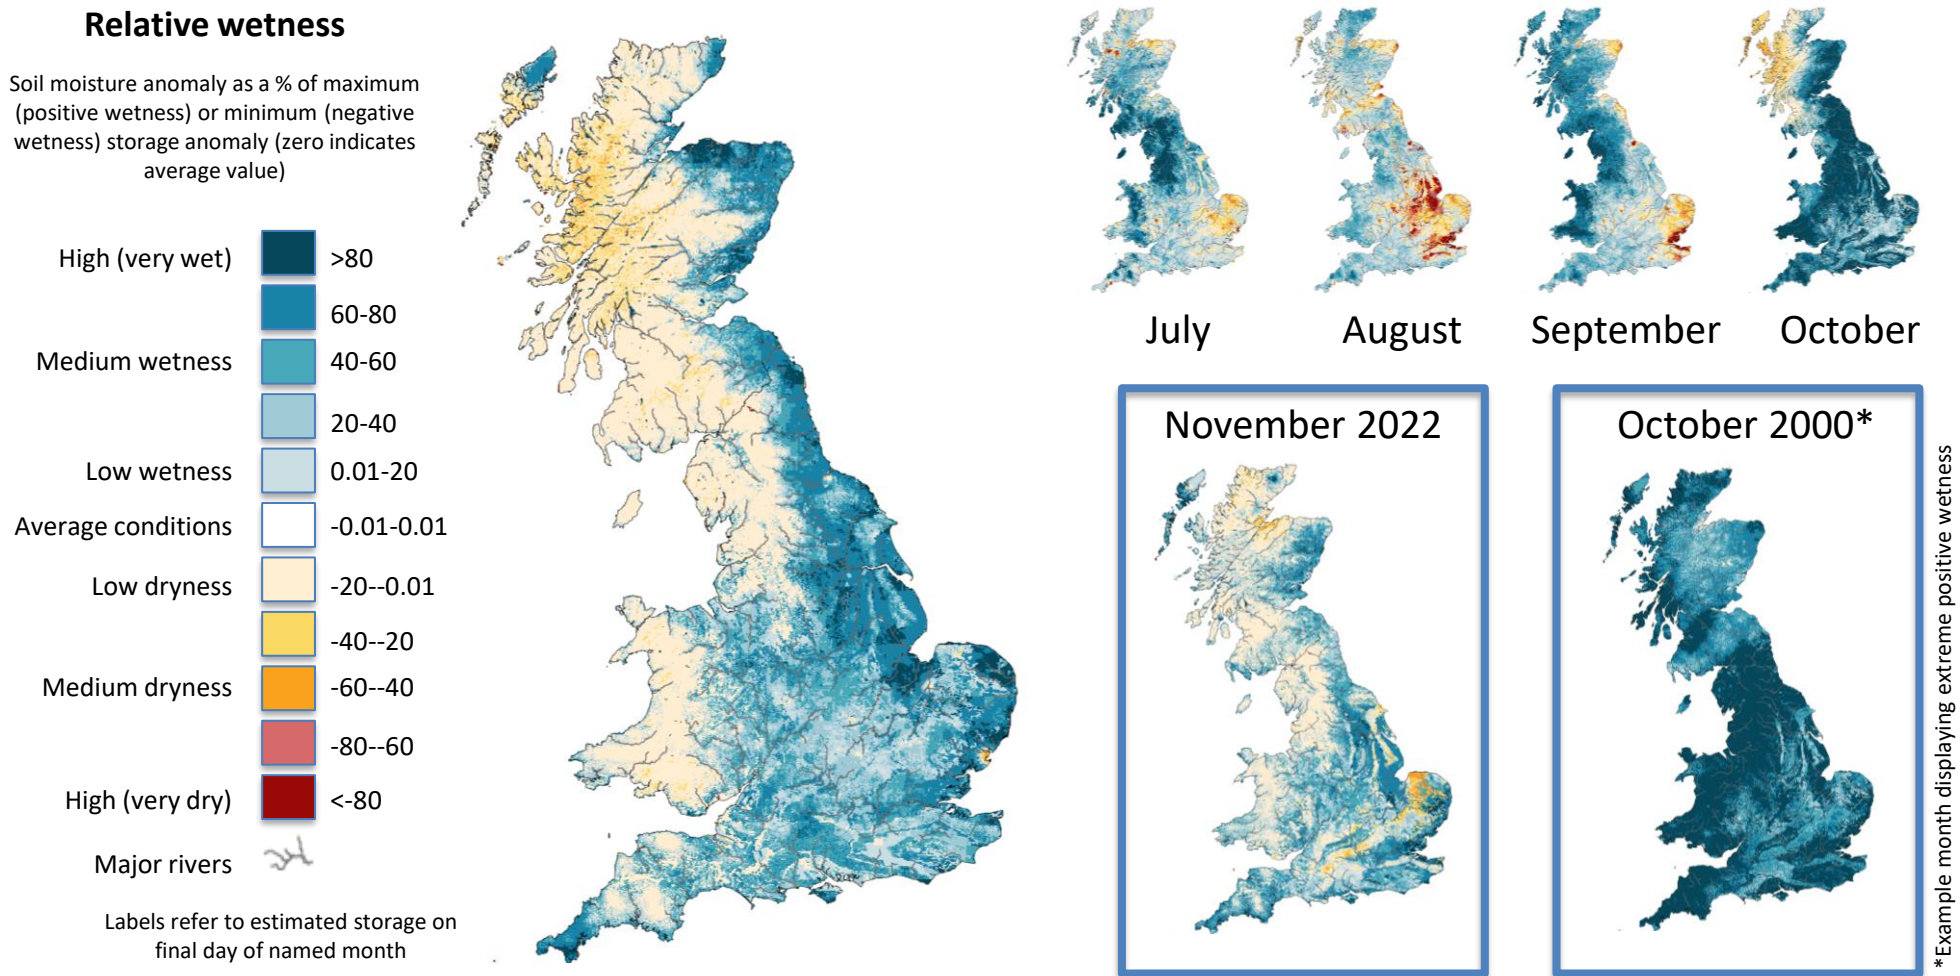 Relative wetness
Soil moisture anomaly as a % of maximum
(positive wetness) or minimum (negative
wetness) storage anomaly (zero indicates
average value)
High (very wet) >80
60-80
Medium wetness 40-60
20-40
Low wetness 0.01-20
Average conditions -0.01-0.01
Low dryness -20--0.01
-40--20
Medium dryness -60--40
-80--60
High (very dry) <-80
Major rivers
Labels refer to estimated storage on
final day of named month
July August September October
November 2022
October 2000*
*Example month displaying extreme positive wetness